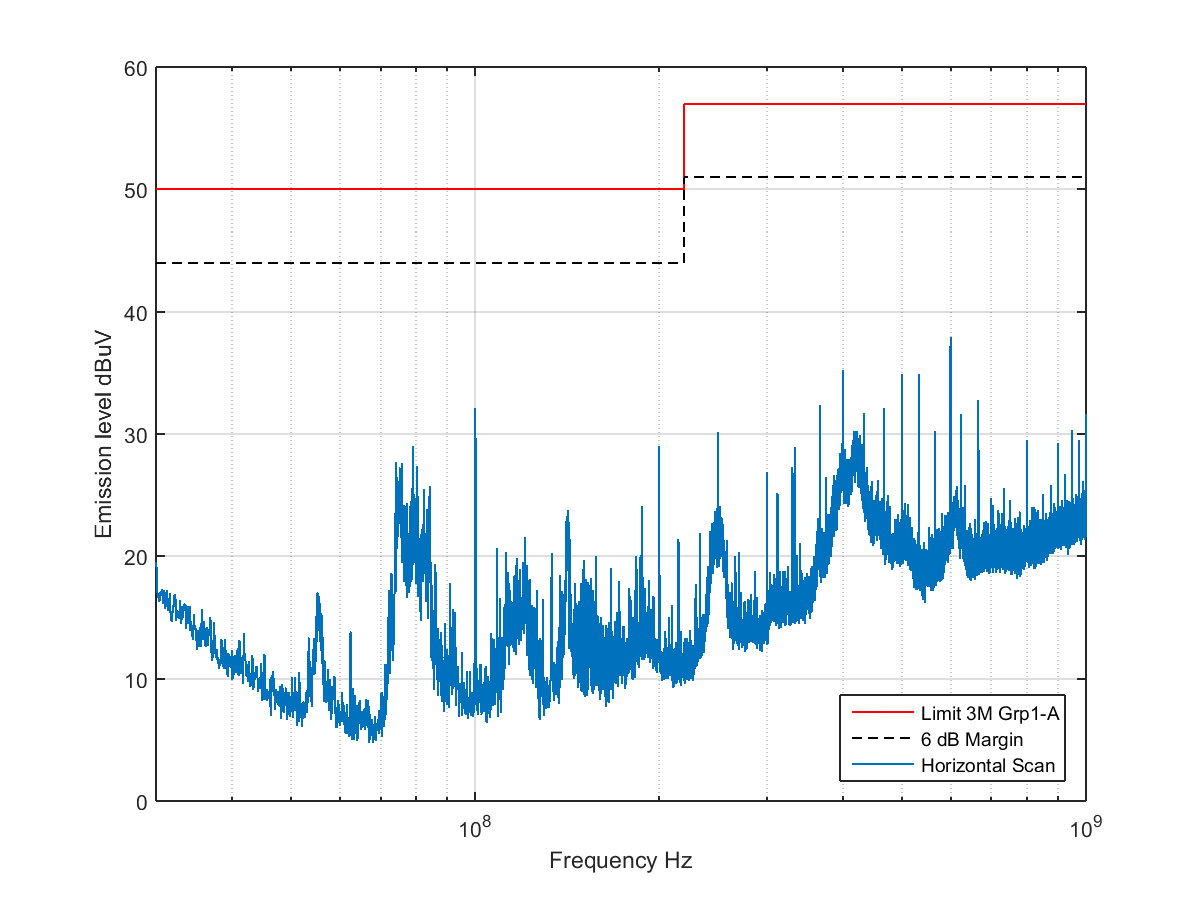 60
50
40
30
20
10
0
Emission level dBuV
10^8
10^9
Frequency Hz
Limit 3M Grp1-A
6 dB Margin
Horizontal Scan